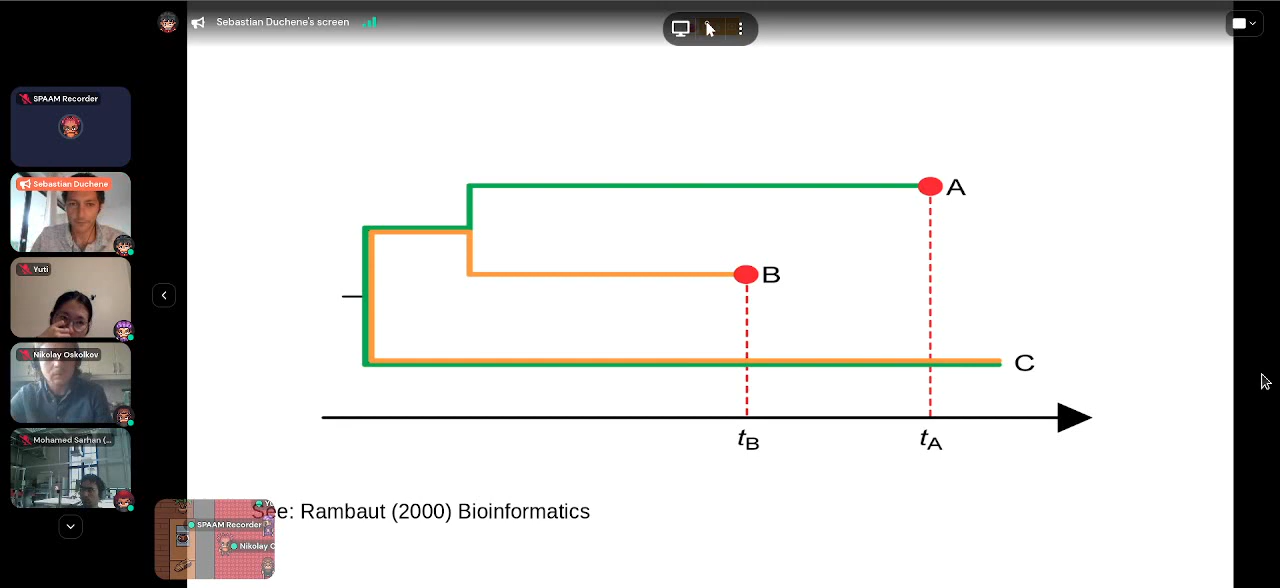 Sebastian Duchene's screen
SPAAM Recorder
Sebastian Duchene
Yuti
Nikolay Oskolkov
Mohamed Sarhan (...
A
B
C
tB
tA
See: Rambaut (2000) Bioinformatics
SPAAM Recorder
Nikolay O